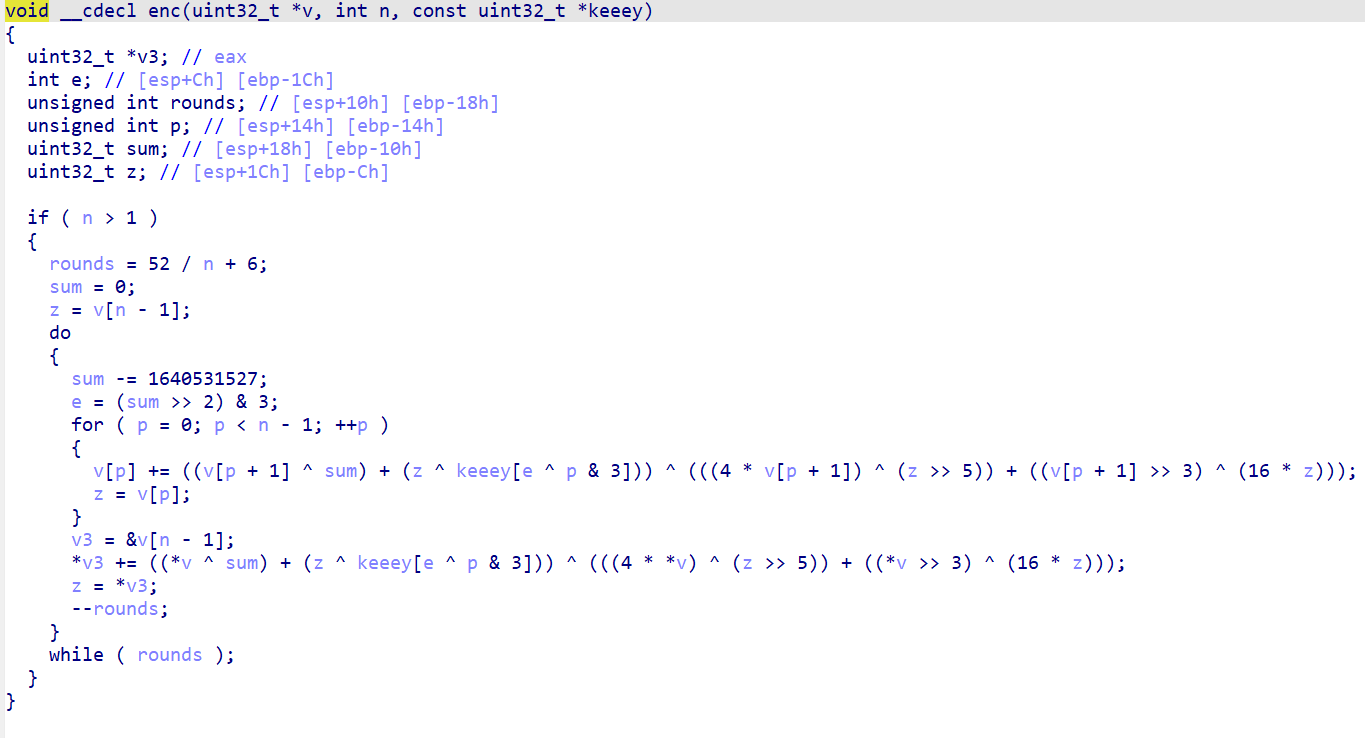 void __cdecl enc(uint32_t *v, int n, const uint32_t *keeey)
{
  uint32_t *v3; // eax
  int e; // [esp+Ch] [ebp-1Ch]
  unsigned int rounds; // [esp+10h] [ebp-18h]
  unsigned int p; // [esp+14h] [ebp-14h]
  uint32_t sum; // [esp+18h] [ebp-10h]
  uint32_t z; // [esp+1Ch] [ebp-Ch]

  if ( n > 1 )
  {
    rounds = 52 / n + 6;
    sum = 0;
    z = v[n - 1];
    do
    {
      sum -= 1640531527;
      e = (sum >> 2) & 3;
      for ( p = 0; p < n - 1; ++p )
      {
        v[p] += ((v[p + 1] ^ sum) + (z ^ keeey[e ^ p & 3])) ^ (((4 * v[p + 1]) ^ (z >> 5)) + ((v[p + 1] >> 3) ^ (16 * z)));
        z = v[p];
      }
      v3 = &v[n - 1];
      *v3 += ((*v ^ sum) + (z ^ keeey[e ^ p & 3])) ^ (((4 * *v) ^ (z >> 5)) + ((*v >> 3) ^ (16 * z)));
      z = *v3;
      --rounds;
    }
    while ( rounds );
  }
}